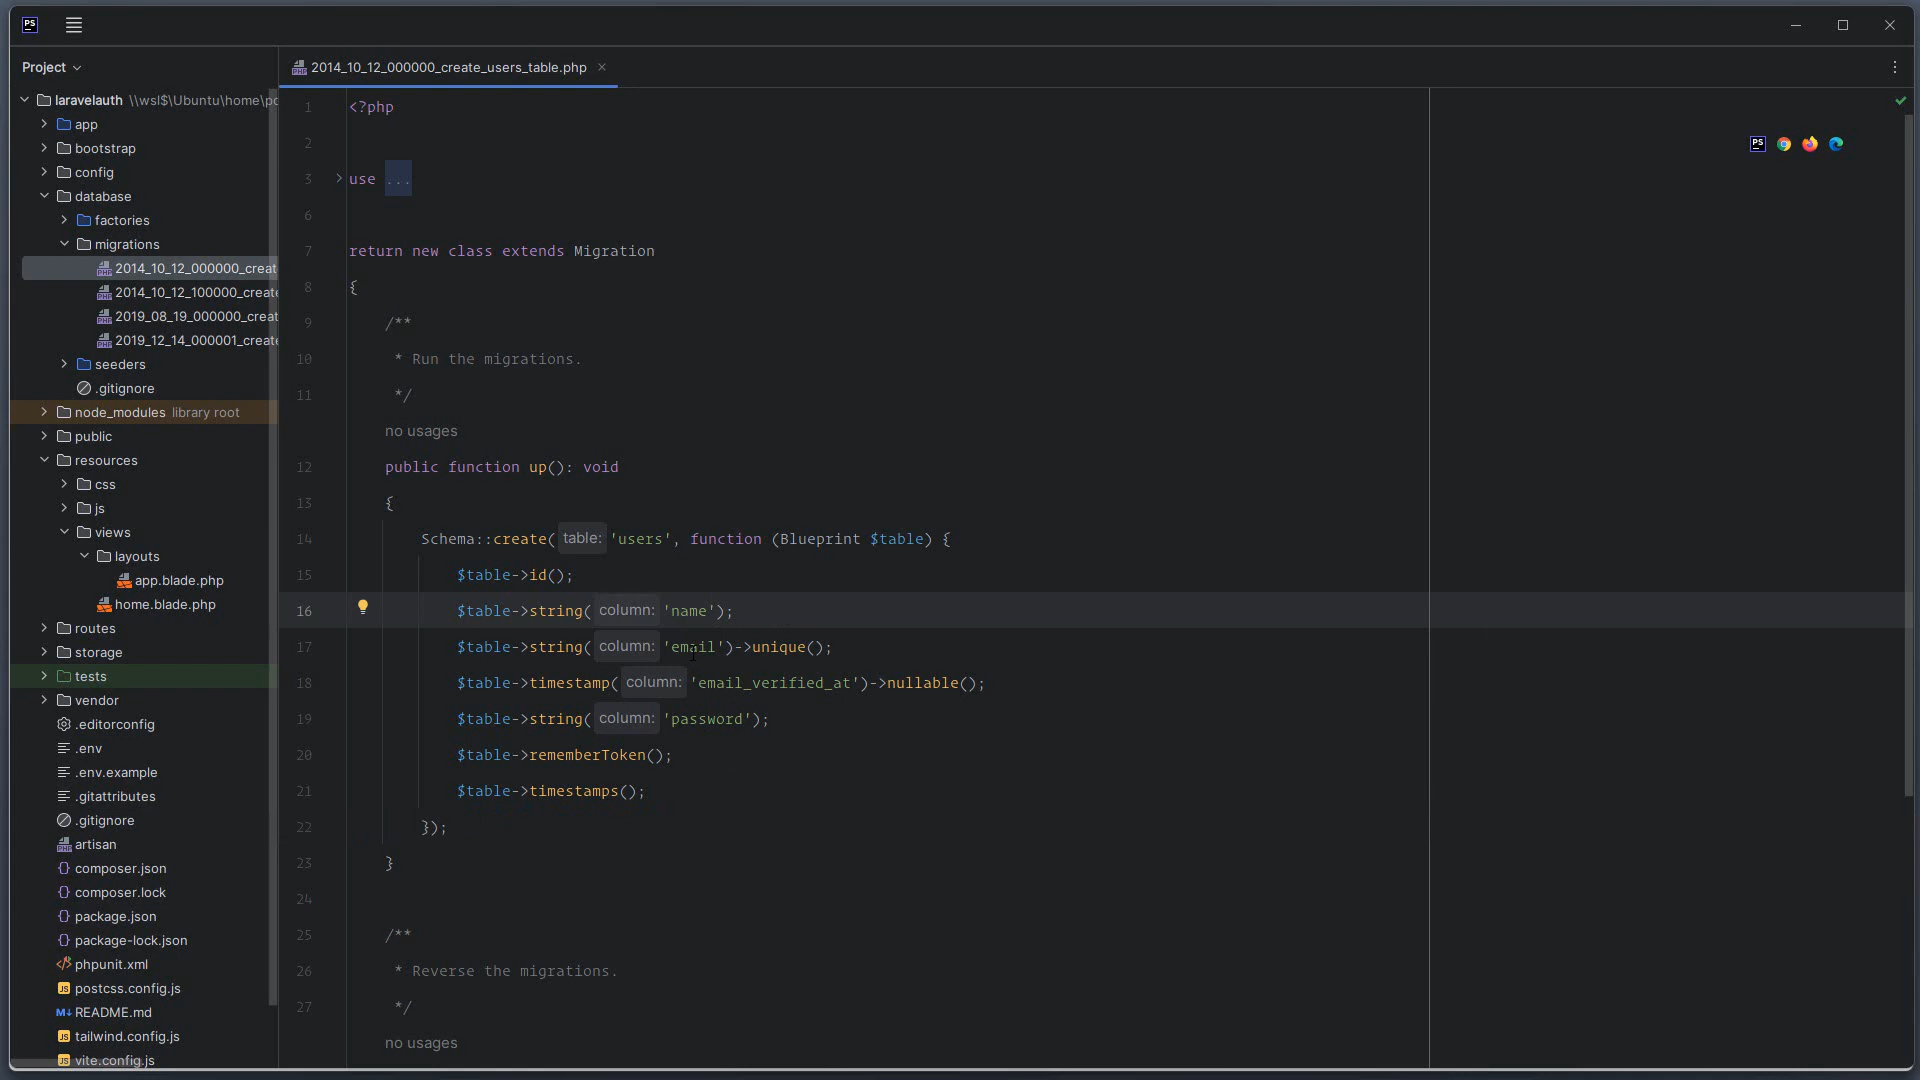 PS
Project
laravelauth \\wsl$\Ubuntu\home\po
app
bootstrap
config
database
factories
migrations
2014_10_12_000000_creat
2014_10_12_100000_create
2019_08_19_000000_creat
2019_12_14_000001_create
seeders
.gitignore
node_modules library root
public
resources
css
js
views
layouts
app.blade.php
home.blade.php
routes
storage
tests
vendor
.editorconfig
.env
.env.example
.gitattributes
.gitignore
artisan
composer.json
composer.lock
package.json
package-lock.json
phpunit.xml
postcss.config.js
README.md
tailwind.config.js
vite.config.js
2014_10_12_000000_create_users_table.php
1 <?php
2
3 use ...
6
7 return new class extends Migration
8 {
9 /**
10 * Run the migrations.
11 */
no usages
12 public function up(): void
13 {
14 Schema::create( table: 'users', function (Blueprint $table) {
15 $table->id();
16 $table->string( column: 'name');
17 $table->string( column: 'email')->unique();
18 $table->timestamp( column: 'email_verified_at')->nullable();
19 $table->string( column: 'password');
20 $table->rememberToken();
21 $table->timestamps();
22 });
23 }
24
25 /**
26 * Reverse the migrations.
27 */
no usages
PS